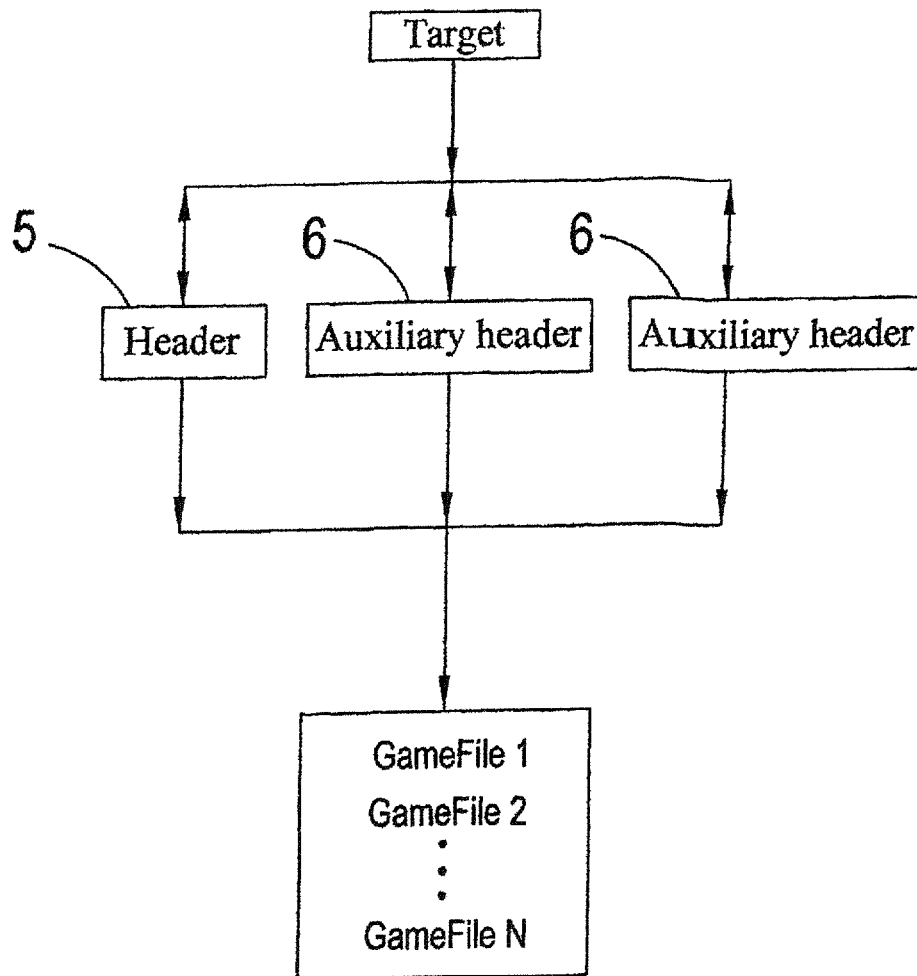 Target
5
6
6
Header
Auxiliary header
Auxiliary header
GameFile 1
GameFile 2
GameFile N